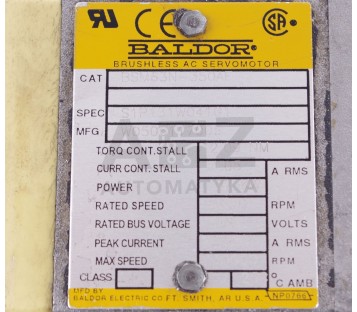 CE
BALDOR®
BRUSHLESS AC SERVOMOTOR
CAT
SPEC
MFG
TORQ CONT.STALL
CURR CONT. STALL A RMS
POWER
RATED SPEED RPM
RATED BUS VOLTAGE VOLTS
PEAK CURRENT A RMS
MAX SPEED RPM
CLASS °C AMB
MFD BY
BALDOR ELECTRIC CO FT. SMITH, AR U.S.A.
AUTOMATYKA